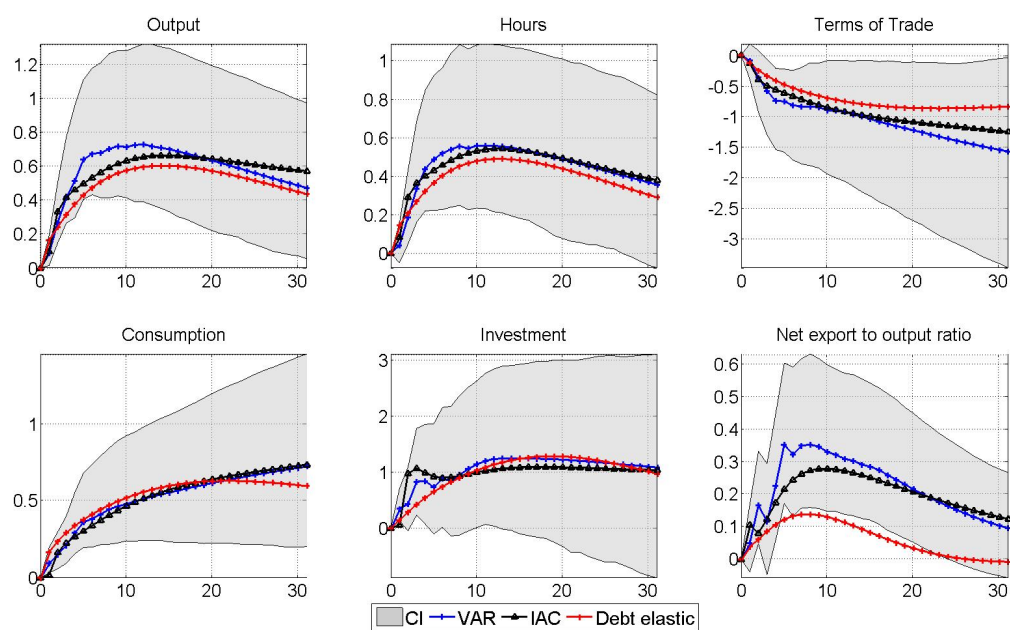 Output
1.2
1
0.8
0.6
0.4
0.2
0
0 10 20 30
Hours
1
0.8
0.6
0.4
0.2
0
0 10 20 30
Terms of Trade
0
-0.5
-1
-1.5
-2
-2.5
-3
0 10 20 30
Consumption
1
0.5
0
0 10 20 30
Investment
3
2
1
0
0 10 20 30
Net export to output ratio
0.6
0.5
0.4
0.3
0.2
0.1
0
0 10 20 30
CI VAR IAC Debt elastic